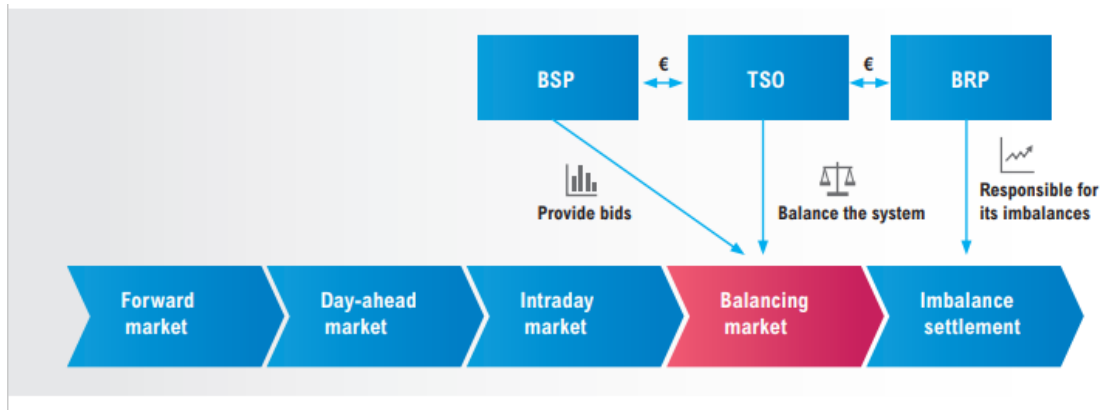 BSP
€
TSO
€
BRP
Provide bids
Balance the system
Responsible for
its imbalances
Forward
market
Day-ahead
market
Intraday
market
Balancing
market
Imbalance
settlement